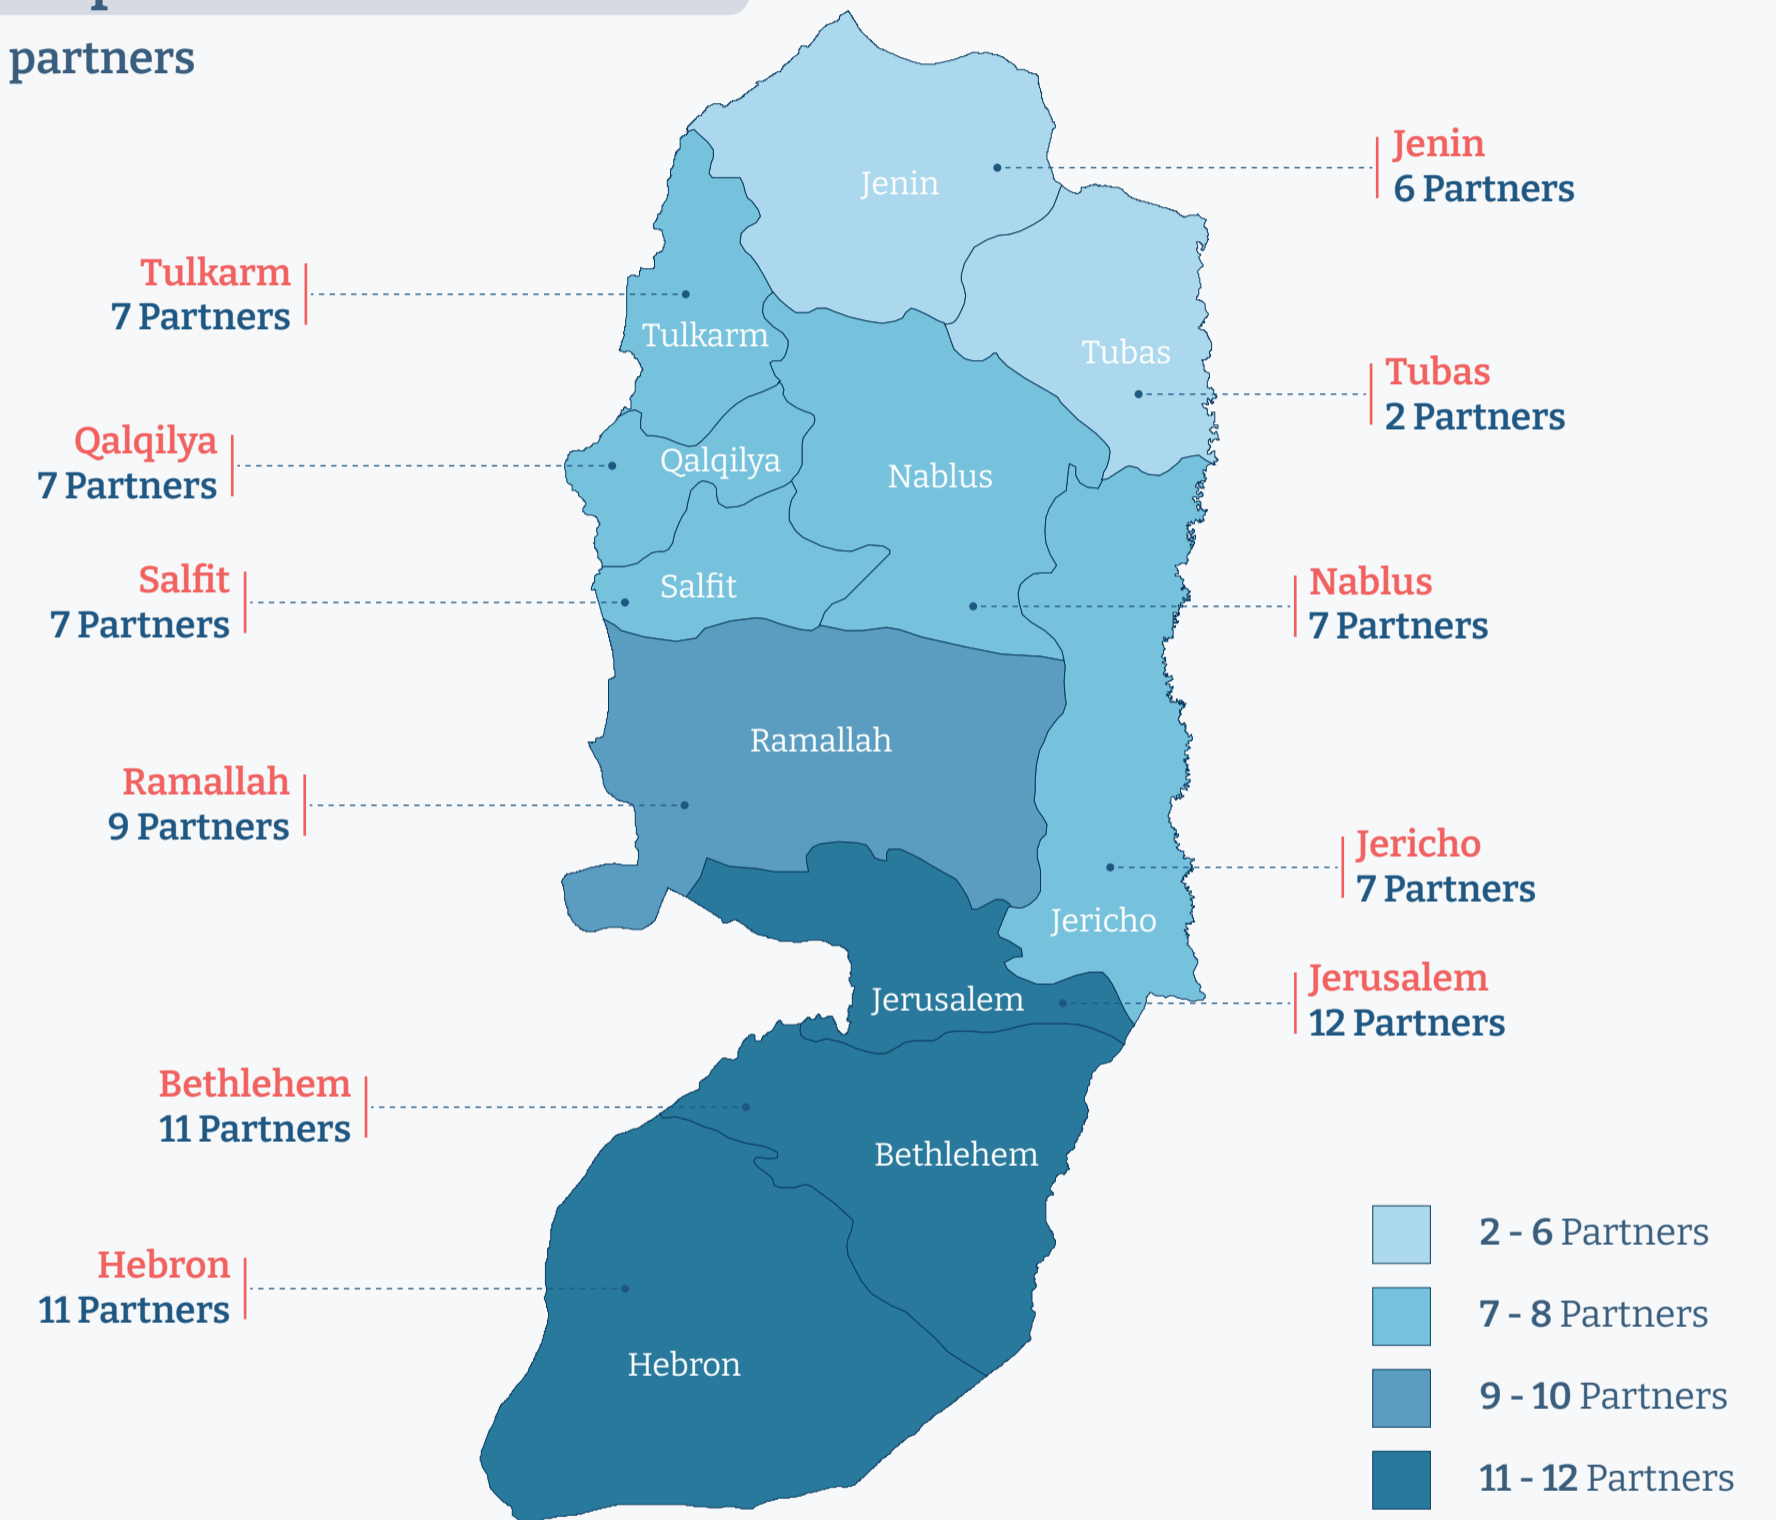 partners
Jenin
6 Partners
Jenin
Tulkarm
7 Partners
Tulkarm
Tubas
Tubas
2 Partners
Qalqilya
7 Partners
Qalqilya
Nablus
Salfit
7 Partners
Salfit
Nablus
7 Partners
Ramallah
Ramallah
9 Partners
Jericho
7 Partners
Jericho
Jerusalem
12 Partners
Jerusalem
Bethlehem
11 Partners
Bethlehem
Hebron
11 Partners
Hebron
2 - 6 Partners
7 - 8 Partners
9 - 10 Partners
11 - 12 Partners